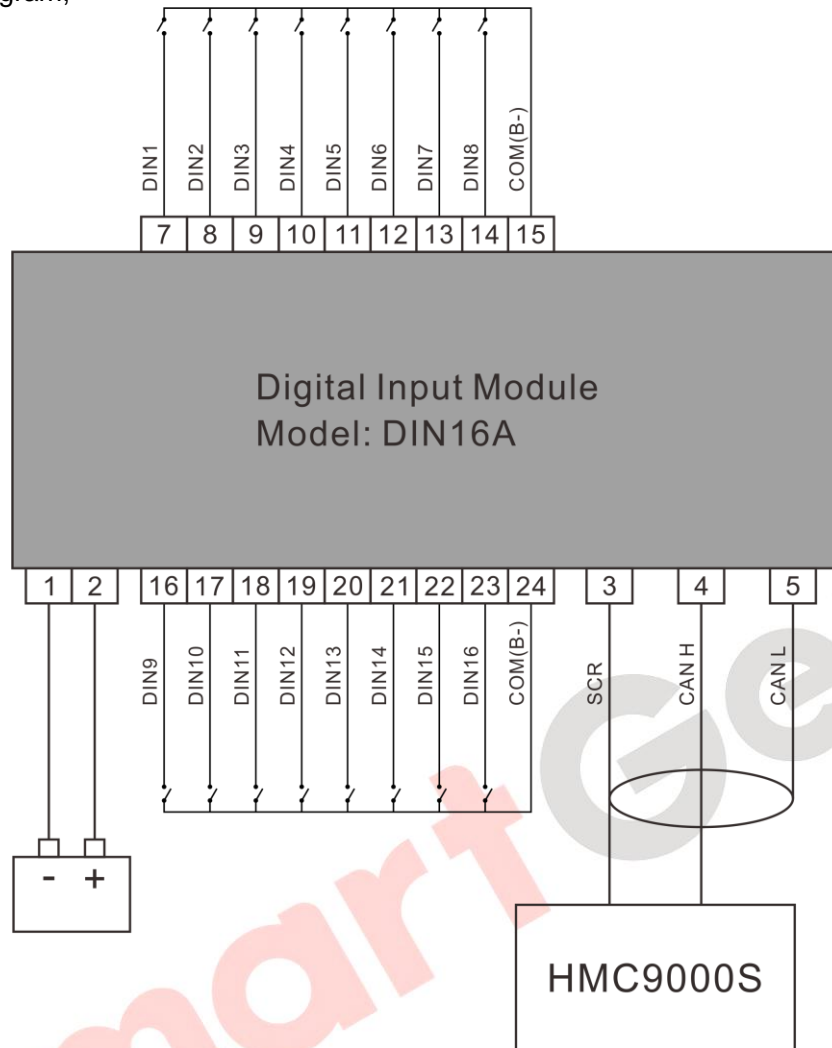 gram,
DIN1 DIN2 DIN3 DIN4 DIN5 DIN6 DIN7 DIN8 COM(B-)
7 8 9 10 11 12 13 14 15
Digital Input Module
Model: DIN16A
1 2 16 17 18 19 20 21 22 23 24 3 4 5
DIN9 DIN10 DIN11 DIN12 DIN13 DIN14 DIN15 DIN16 COM(B-) SCR CAN H CAN L
- +
HMC9000S
martGe